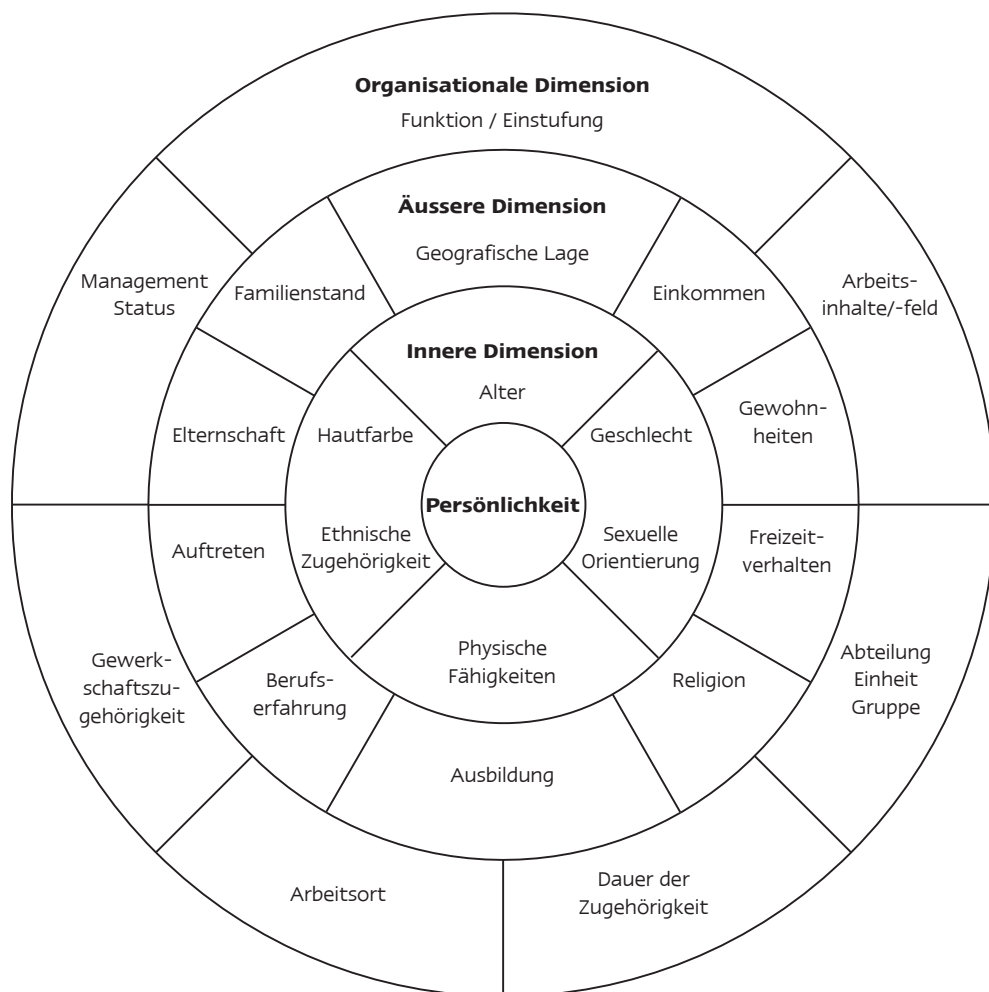 Organisationale Dimension
Funktion / Einstufung
Äussere Dimension
Geografische Lage
Management
Status
Familienstand
Einkommen
Arbeits-
inhalte/-feld
Innere Dimension
Alter
Elternschaft
Hautfarbe
Geschlecht
Gewohn-
heiten
Persönlichkeit
Auftreten
Ethnische
Zugehörigkeit
Sexuelle
Orientierung
Freizeit-
verhalten
Gewerk-
schaftszu-
gehörigkeit
Berufs-
erfahrung
Physische
Fähigkeiten
Religion
Abteilung
Einheit
Gruppe
Ausbildung
Arbeitsort
Dauer der
Zugehörigkeit